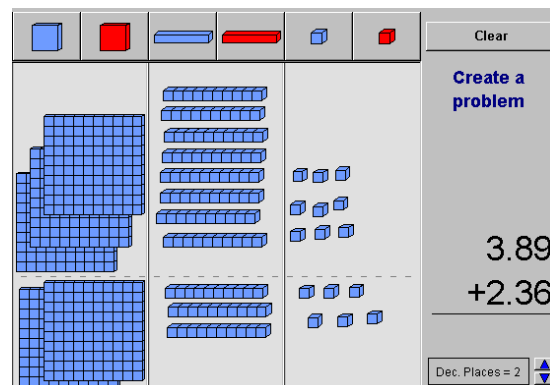 Clear
Create a
problem
3.89
+2.36
Dec. Places = 2